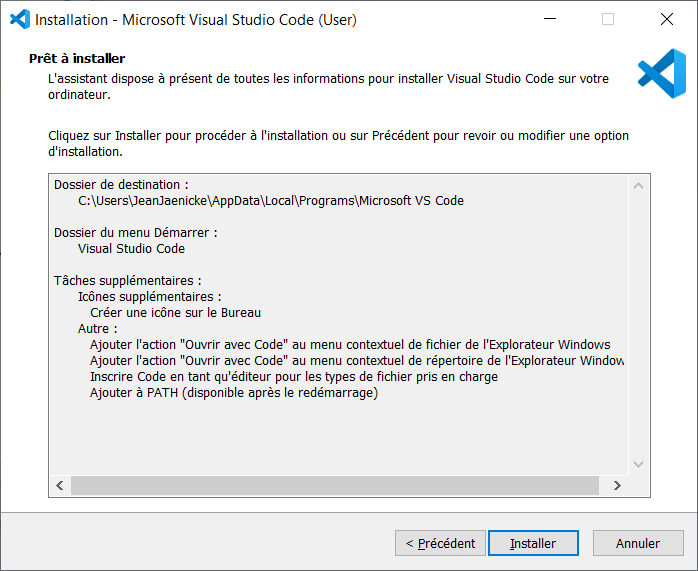 Installation - Microsoft Visual Studio Code (User)
Prêt à installer
L'assistant dispose à présent de toutes les informations pour installer Visual Studio Code sur votre
ordinateur.
Cliquez sur Installer pour procéder à l'installation ou sur Précédent pour revoir ou modifier une option
d'installation.
Dossier de destination :
C:\Users\JeanJaenicke\AppData\Local\Programs\Microsoft VS Code
Dossier du menu Démarrer :
Visual Studio Code
Tâches supplémentaires :
Icônes supplémentaires :
Créer une icône sur le Bureau
Autre :
Ajouter l'action "Ouvrir avec Code" au menu contextuel de fichier de l'Explorateur Windows
Ajouter l'action "Ouvrir avec Code" au menu contextuel de répertoire de l'Explorateur Window
Inscrire Code en tant qu'éditeur pour les types de fichier pris en charge
Ajouter à PATH (disponible après le redémarrage)
< Précédent Installer Annuler